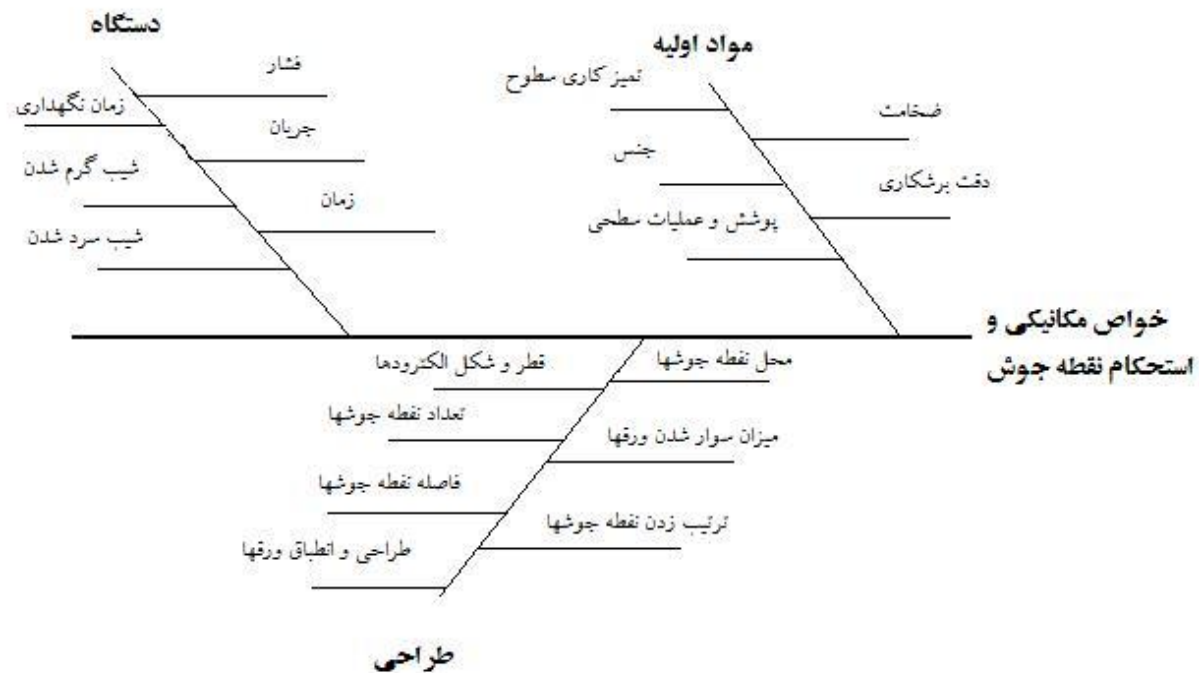 دستگاه
فشار
زمان نگهداری
جریان
شیب گرم شدن
زمان
شیب سرد شدن
مواد اولیه
تمیز کاری سطوح
ضخامت
جنس
دقت برشکاری
پوشش و عملیات سطحی
خواص مکانیکی و
استحکام نقطه جوش
محل نقطه جوشها
قطر و شکل الکترودها
تعداد نقطه جوشها
میزان سوار شدن ورقها
فاصله نقطه جوشها
ترتیب زدن نقطه جوشها
طراحی و انطباق ورقها
طراحی